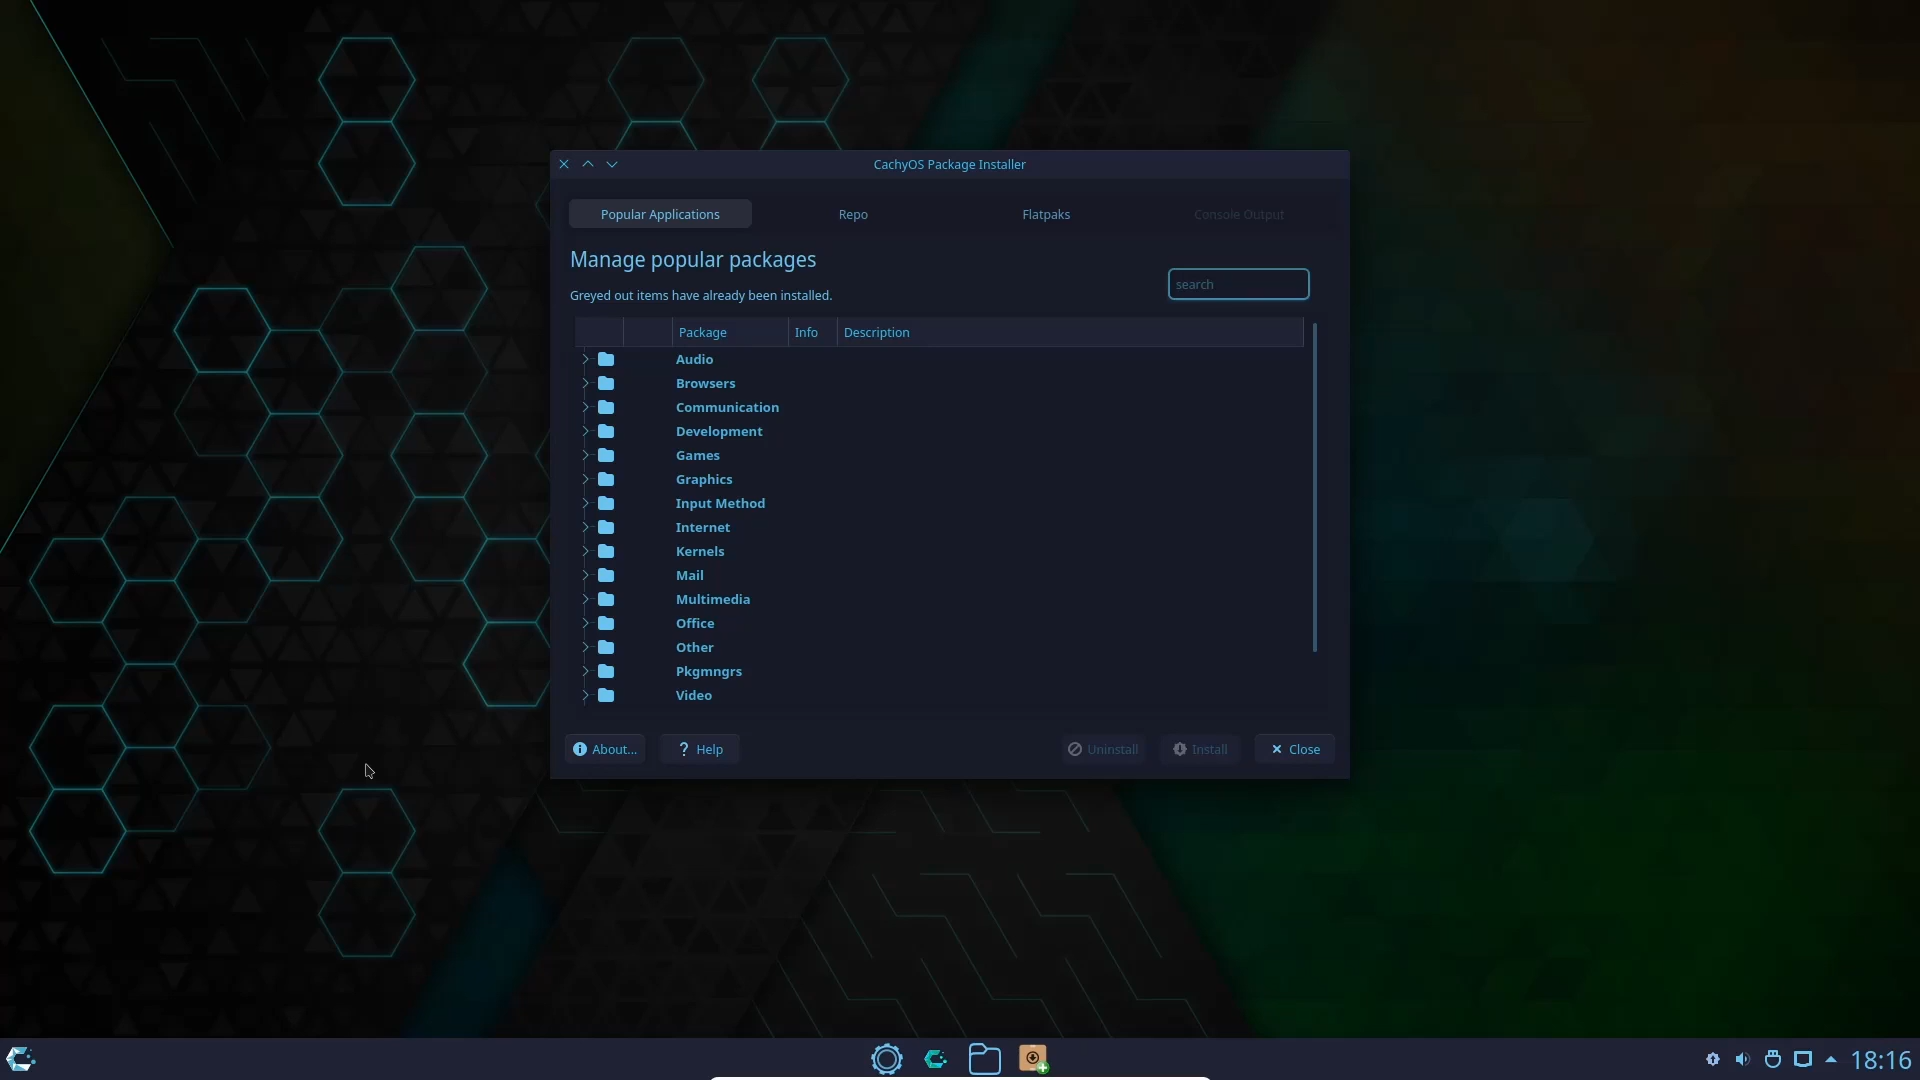 CachyOS Package Installer
Popular Applications
Repo
Flatpaks
Console Output
Manage popular packages
Greyed out items have already been installed.
search
Package
Info
Description
Audio
Browsers
Communication
Development
Games
Graphics
Input Method
Internet
Kernels
Mail
Multimedia
Office
Other
Pkgmngrs
Video
About...
Help
Uninstall
Install
Close
18:16